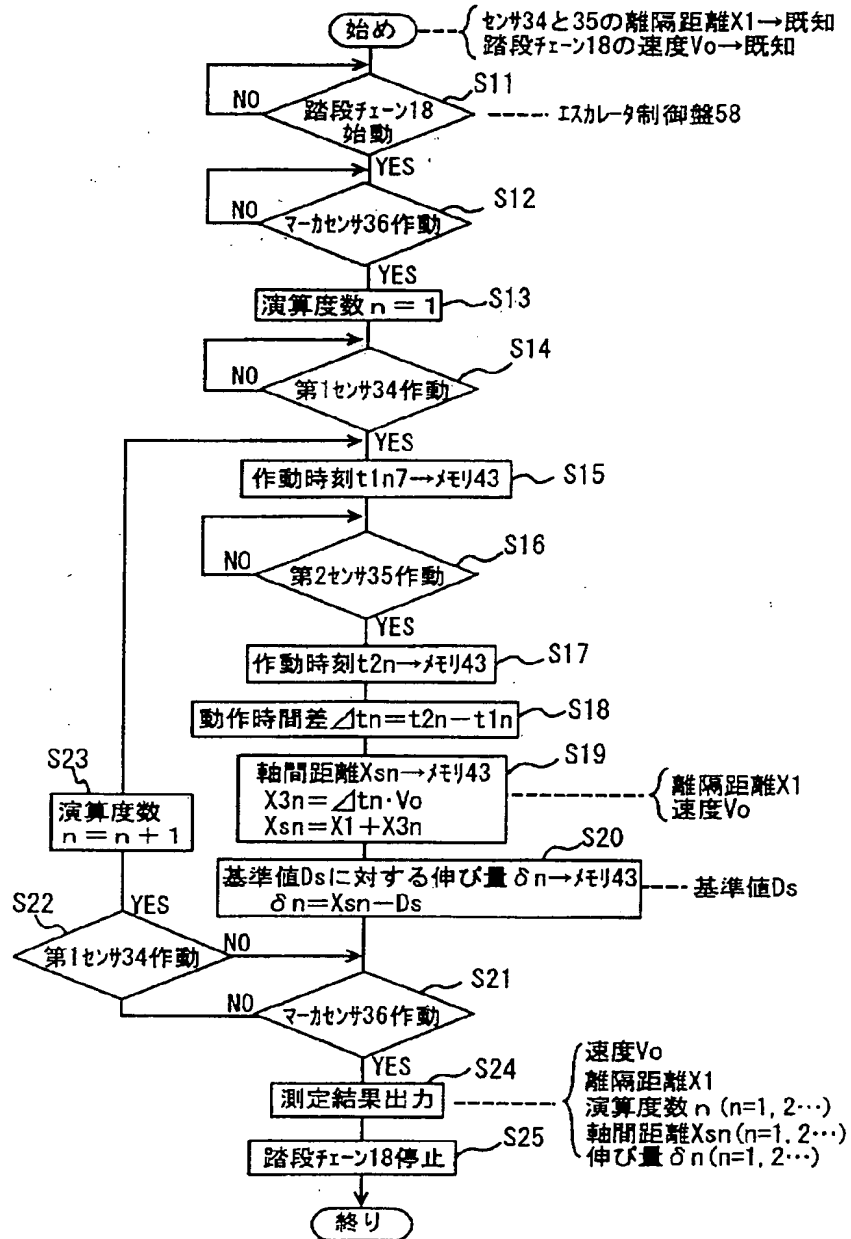 始め
センサ34と35の離隔距離X1→既知
踏段チェーン18の速度Vo→既知
S11
NO
踏段チェーン18
始動
エスカレータ制御盤58
YES
S12
NO
マーカセンサ36作動
YES
演算度数n=1
S13
S14
NO
第1センサ34作動
YES
作動時刻t1n7→メモリ43
S15
S16
NO
第2センサ35作動
YES
作動時刻t2n→メモリ43
S17
動作時間差⊿tn=t2n-t1n
S18
S19
軸間距離Xsn→メモリ43
X3n=⊿tn·Vo
Xsn=X1+X3n
離隔距離X1
速度Vo
S23
演算度数
n=n+1
S20
基準値Dsに対する伸び量δn→メモリ43
δn=Xsn-Ds
基準値Ds
S22
YES
第1センサ34作動
NO
S21
NO
マーカセンサ36作動
YES
S24
測定結果出力
速度Vo
離隔距離X1
演算度数n(n=1,2…)
軸間距離Xsn(n=1,2…)
伸び量δn(n=1,2…)
S25
踏段チェーン18停止
終り